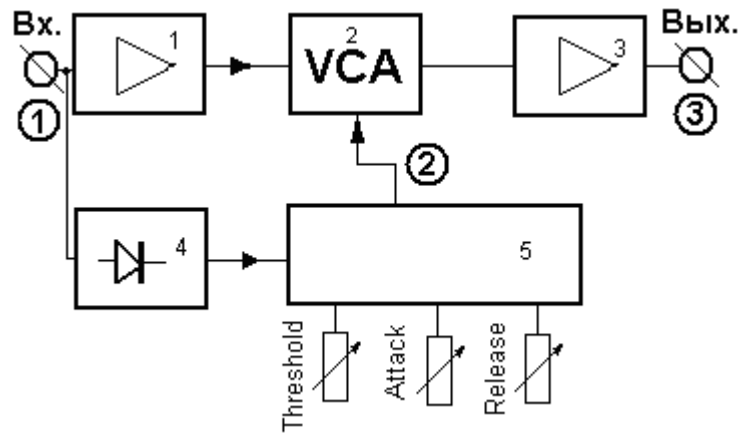 Вх.
1
2
VCA
3
Вых.
1
2
3
4
5
Threshold
Attack
Release